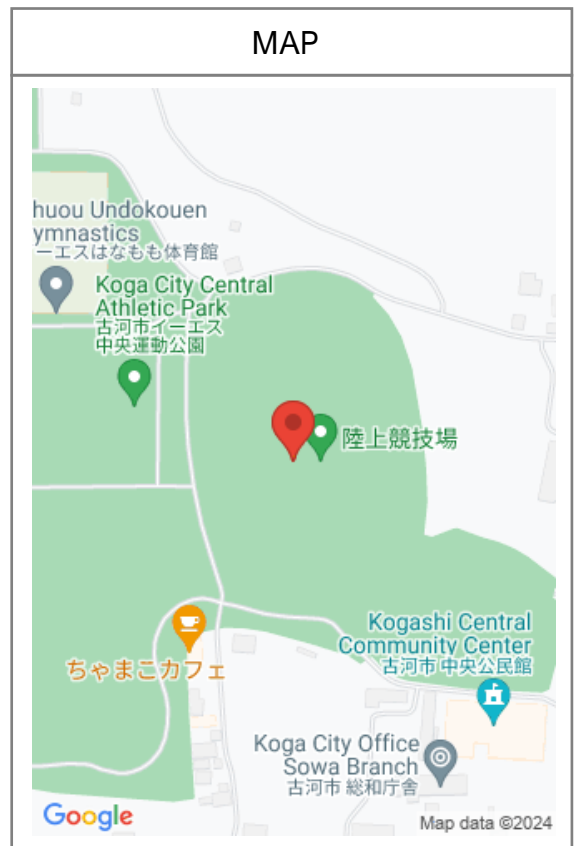 MAP
huou Undokouen
ymnastics
ーエスはなもも体育館
Koga City Central
Athletic Park
古河市イーエス
中央運動公園
陸上競技場
Kogashi Central
Community Center
古河市 中央公民館
ちゃまこカフェ
Koga City Office
Sowa Branch
古河市 総和庁舎
Google
Map data ©2024